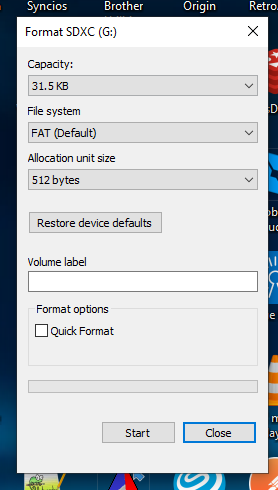 Syncios
Brother
Origin
Format SDXC (G:)
Capacity:
31.5 KB
File system
FAT (Default)
Allocation unit size
512 bytes
Restore device defaults
Volume label
Format options
Quick Format
Start
Close